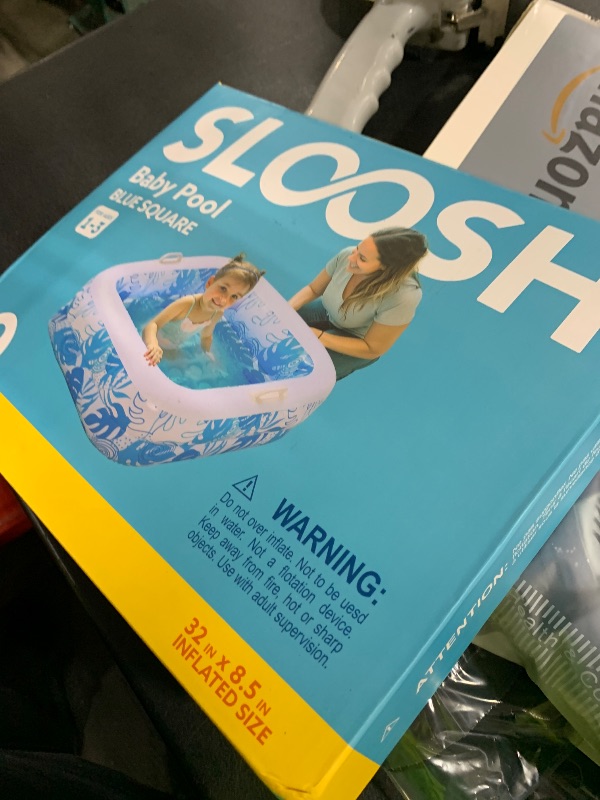 SLOOSH
Baby Pool
BLUE SQUARE
1-3
WARNING:
Do not over inflate. Not to be uesd
in water. Not a flotation device.
Keep away from fire, hot or sharp
objects. Use with adult supervision.
32 IN X 8.5 IN
INFLATED SIZE
ATTENTION:
amazon